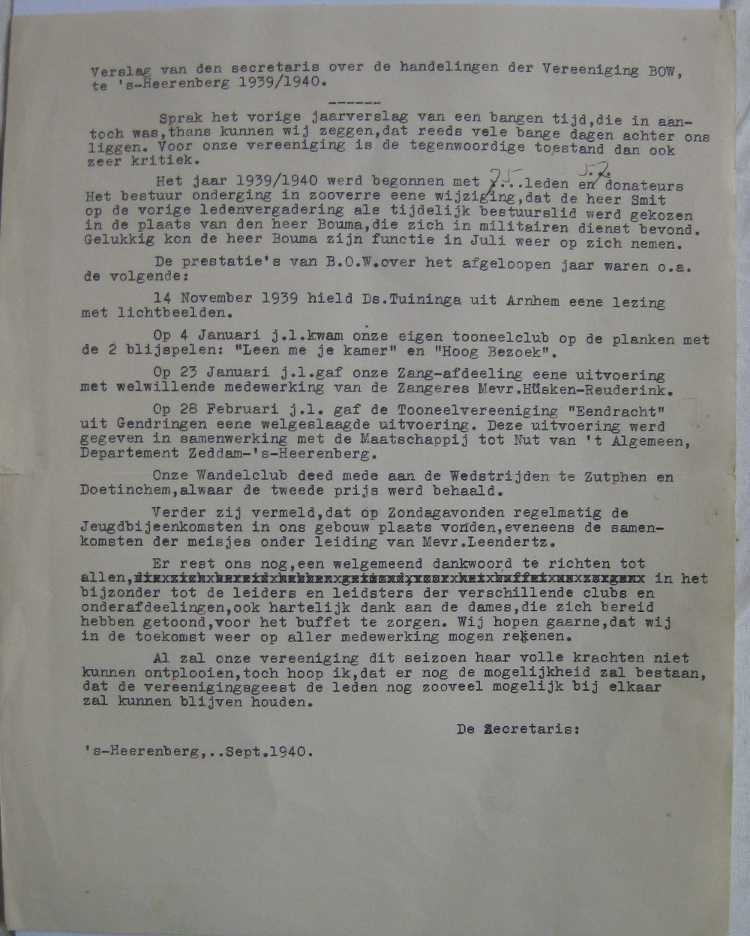 Verslag van den secretaris over de handelingen der Vereeniging BOW,
te 's-Heerenberg 1939/1940.
------
Sprak het vorige jaarverslag van een bangen tijd,die in aan-
toch was,thans kunnen wij zeggen,dat reeds vele bange dagen achter ons
liggen. Voor onze vereeniging is de tegenwoordige toestand dan ook
zeer kritiek.
Het jaar 1939/1940 werd begonnen met 75...leden en 52 donateurs
Het bestuur onderging in zooverre eene wijziging,dat de heer Smit
op de vorige ledenvergadering als tijdelijk bestuurslid werd gekozen
in de plaats van den heer Bouma,die zich in militairen dienst bevond.
Gelukkig kon de heer Bouma zijn functie in Juli weer op zich nemen.
De prestatie's van B.O.W.over het afgeloopen jaar waren o.a.
de volgende:
14 November 1939 hield Ds.Tuininga uit Arnhem eene lezing
met lichtbeelden.
Op 4 Januari j.l.kwam onze eigen tooneelclub op de planken met
de 2 blijspelen: "Leen me je kamer" en "Hoog Bezoek".
Op 23 Januari j.l.gaf onze Zang-afdeeling eene uitvoering
met welwillende medewerking van de Zangeres Mevr.Hüsken-Reuderink.
Op 28 Februari j.l. gaf de Tooneelvereeniging "Eendracht"
uit Gendringen eene welgeslaagde uitvoering. Deze uitvoering werd
gegeven in samenwerking met de Maatschappij tot Nut van 't Algemeen,
Departement Zeddam-'s-Heerenberg.
Onze Wandelclub deed mede aan de Wedstrijden te Zutphen en
Doetinchem,alwaar de tweede prijs werd behaald.
Verder zij vermeld,dat op Zondagavonden regelmatig de
Jeugdbijeenkomsten in ons gebouw plaats vonden,eveneens de samen-
komsten der meisjes onder leiding van Mevr.Leendertz.
Er rest ons nog,een welgemeend dankwoord te richten tot
allen,die zich bereid hebben getoond,voor het buffet te zorgen in het
bijzonder tot de leiders en leidsters der verschillende clubs en
onderafdeelingen,ook hartelijk dank aan de dames,die zich bereid
hebben getoond,voor het buffet te zorgen. Wij hopen gaarne,dat wij
in de toekomst weer op aller medewerking mogen rekenen.
Al zal onze vereeniging dit seizoen haar volle krachten niet
kunnen ontplooien,toch hoop ik,dat er nog de mogelijkheid zal bestaan,
dat de vereenigingsgeest de leden nog zooveel mogelijk bij elkaar
zal kunnen blijven houden.
De Secretaris:
's-Heerenberg,..Sept.1940.